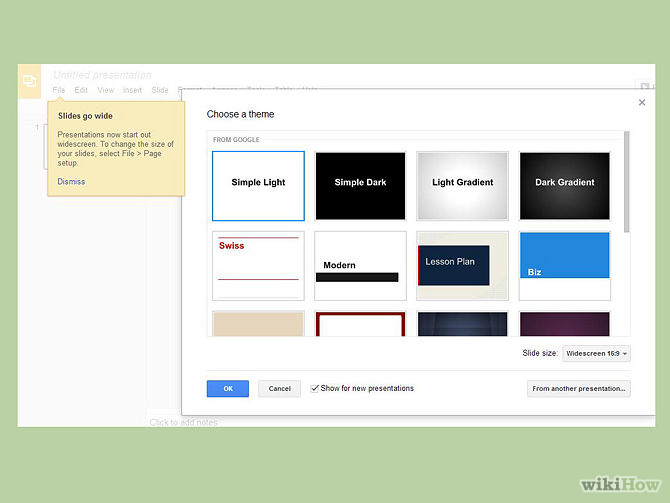 Untitled presentation
File Edit View Insert Slide Format Arrange Tools Table Help
Slides go wide
Presentations now start out
widescreen. To change the size of
your slides, select File > Page
setup.
Dismiss
1
Choose a theme
FROM GOOGLE
Simple Light
Simple Dark
Light Gradient
Dark Gradient
Swiss
Modern
Lesson Plan
Biz
Slide size: Widescreen 16:9
OK Cancel Show for new presentations From another presentation...
Click to add notes
wikiHow